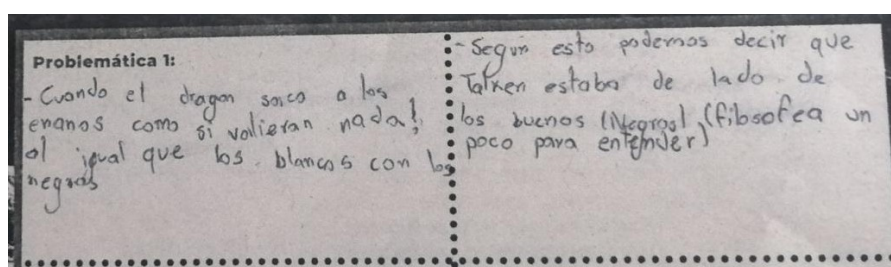 Problemática 1:
- Cuando el dragon saco a los
enanos como si valieran nada!,
al igual que los blancos con los
negros
- Segun esto podemos decir que
Talken estaba de lado de
los buenos (Negros) (filosofea un
poco para entender)